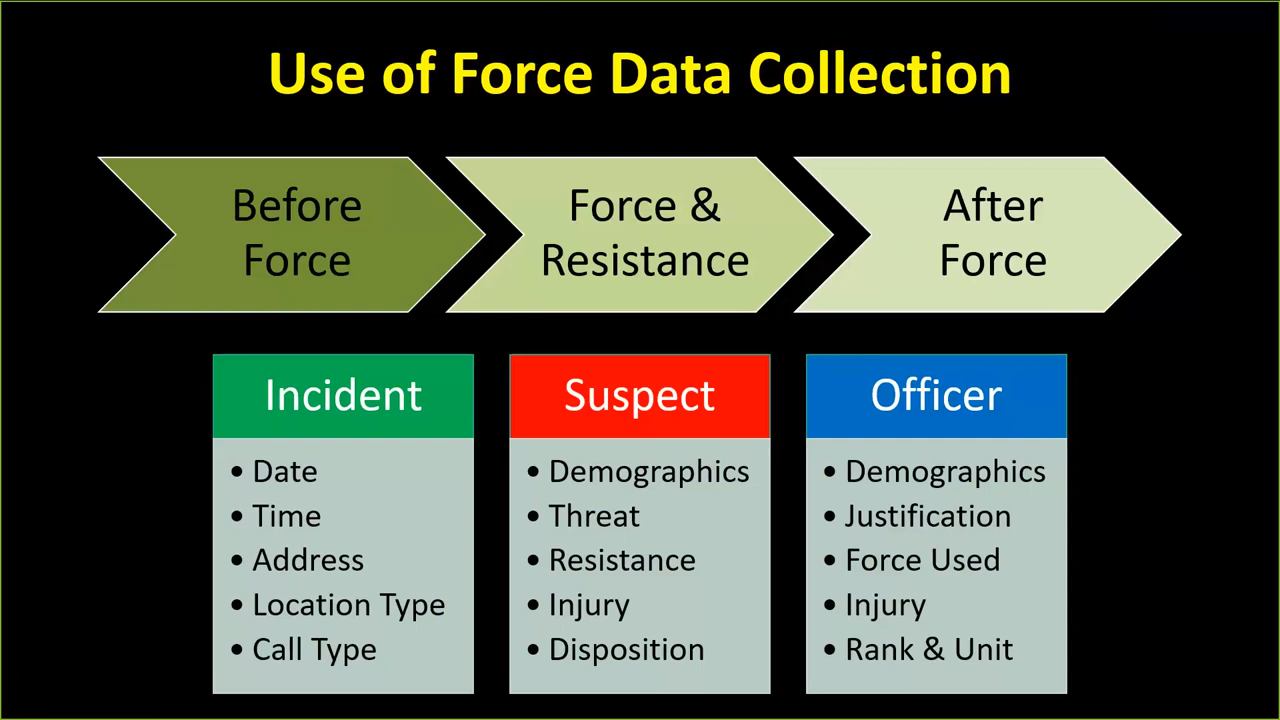 Use of Force Data Collection
Before
Force
Force &
Resistance
After
Force
Incident
• Date
• Time
• Address
• Location Type
• Call Type
Suspect
• Demographics
• Threat
• Resistance
• Injury
• Disposition
Officer
• Demographics
• Justification
• Force Used
• Injury
• Rank & Unit